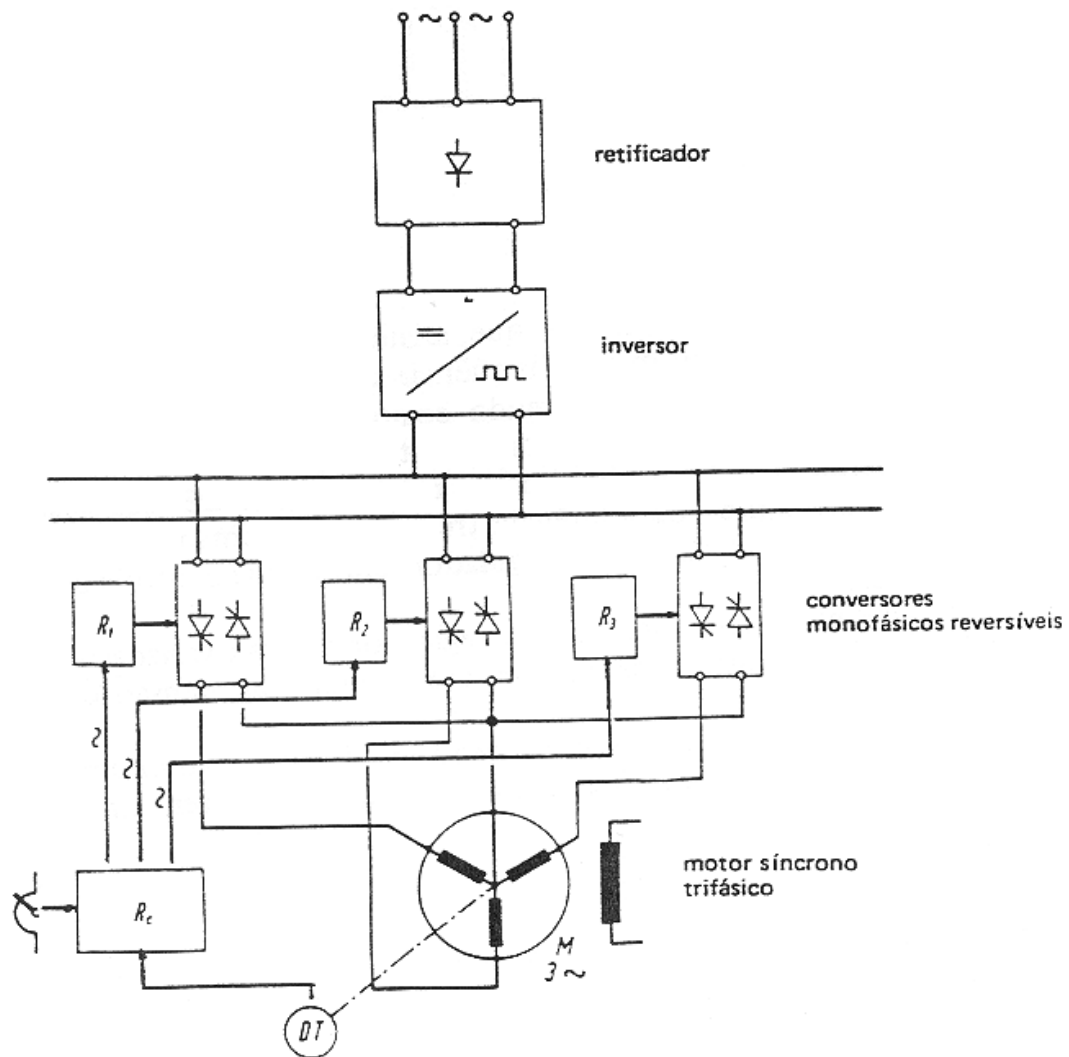 retificador
inversor
R1
R2
R3
conversores
monofásicos reversíveis
motor síncrono
trifásico
Rc
M
3 ~
DT